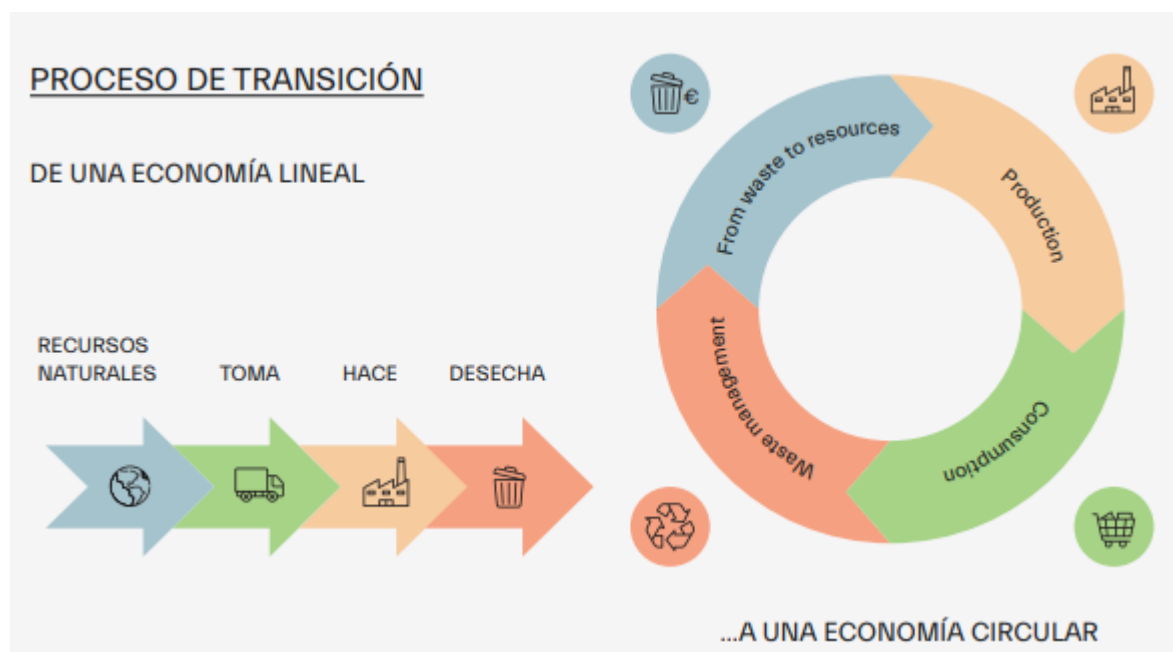 PROCESO DE TRANSICIÓN
DE UNA ECONOMÍA LINEAL
RECURSOS
NATURALES
TOMA
HACE
DESECHA
€
From waste to resources
Production
Consumption
Waste management
...A UNA ECONOMÍA CIRCULAR